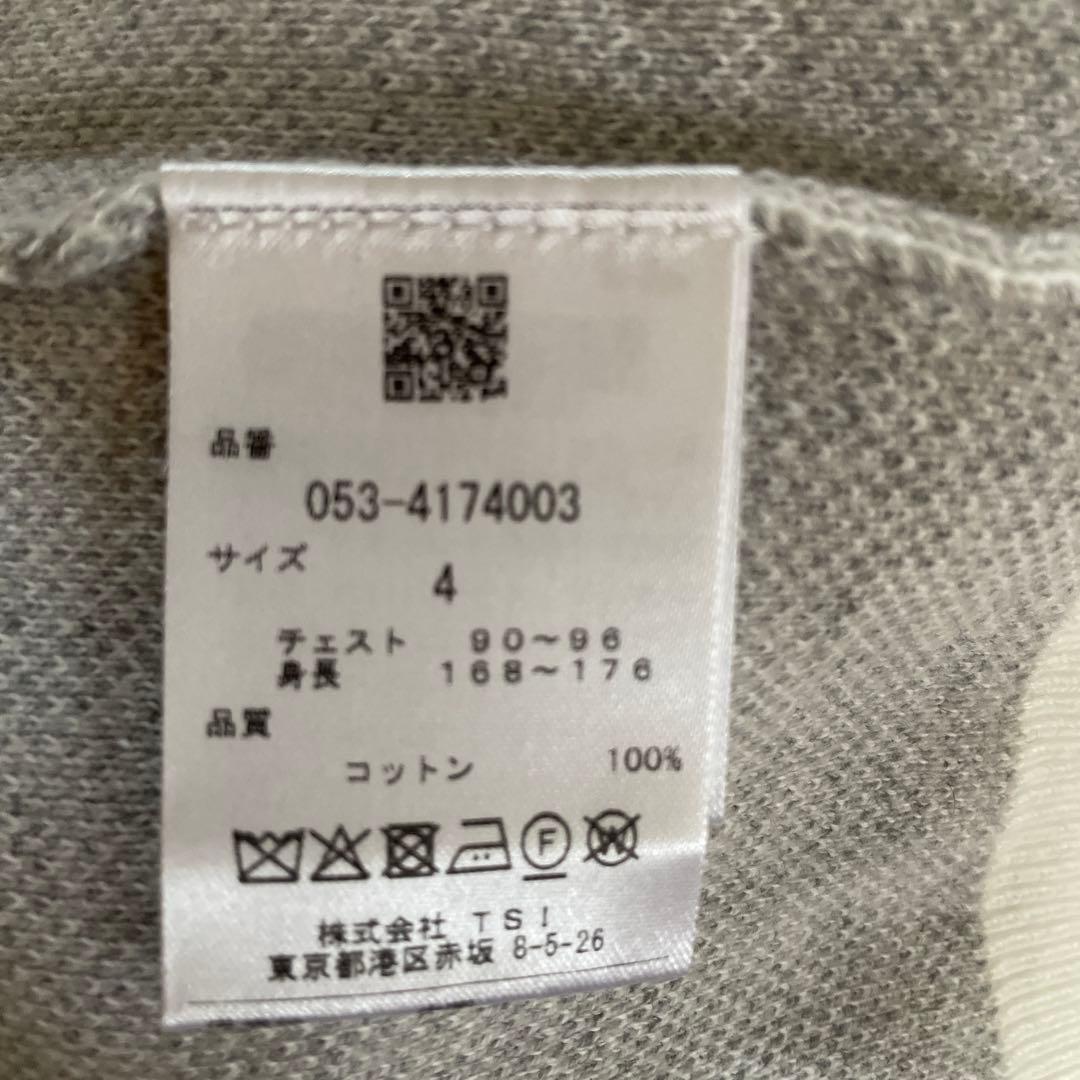 品番
053-4174003
サイズ
4
チェスト 90〜96
身長 168〜176
品質
コットン 100%
F W
株式会社 TSI
東京都港区赤坂 8-5-26